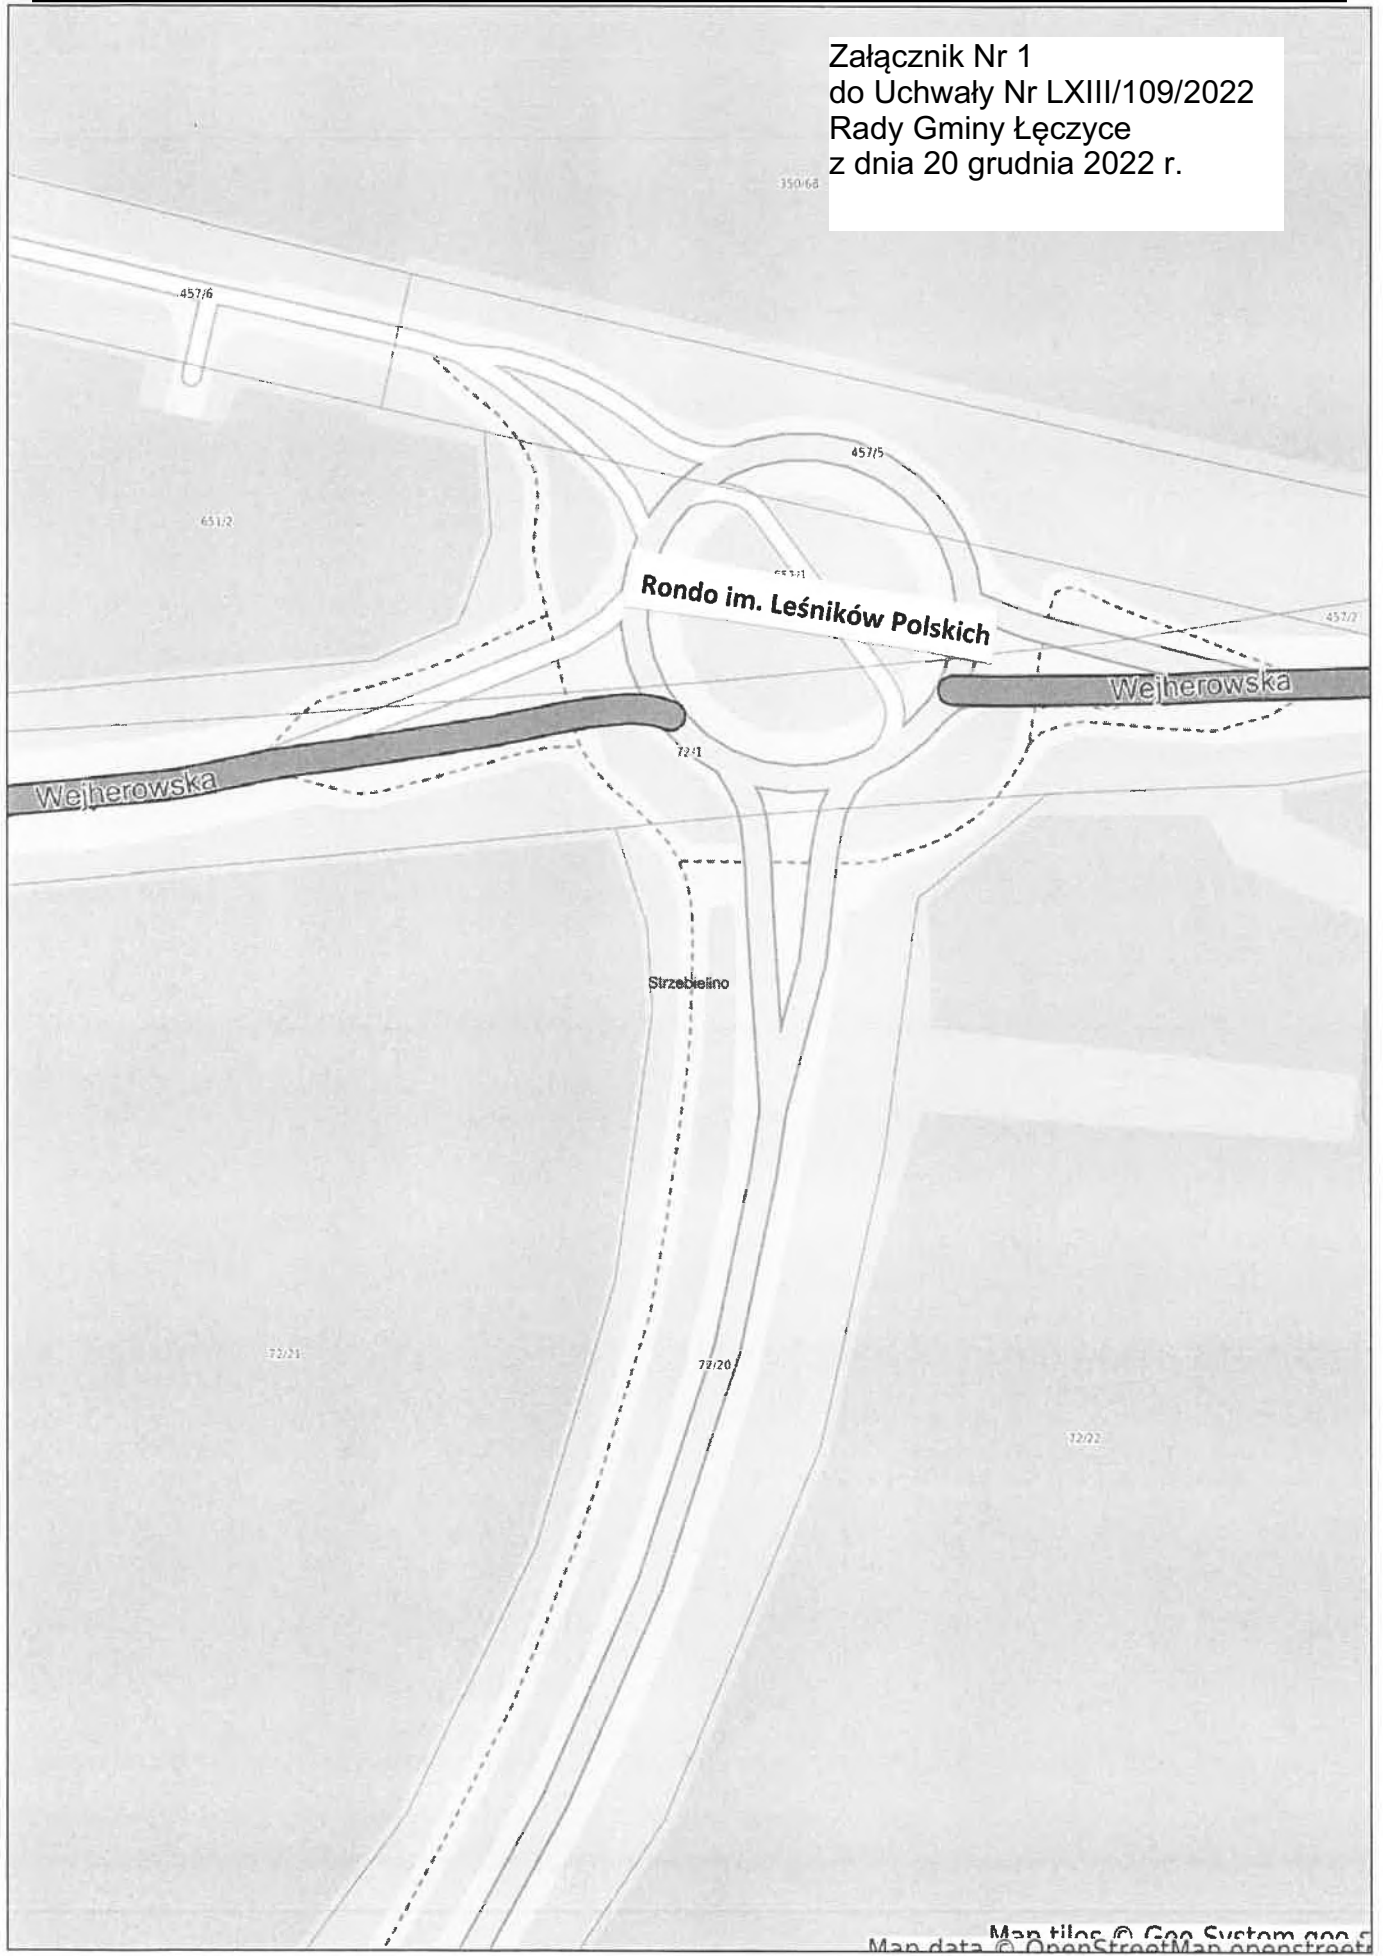 Załącznik Nr 1
do Uchwały Nr LXIII/109/2022
Rady Gminy Łęczyce
z dnia 20 grudnia 2022 r.
350/68
457/6
457/5
651/2
Rondo im. Leśników Polskich
457/2
Wejherowska
72/1
Wejherowska
Strzebielino
72/21
72/20
72/22
Map tiles © Geo System
Map data © OpenStreetMap